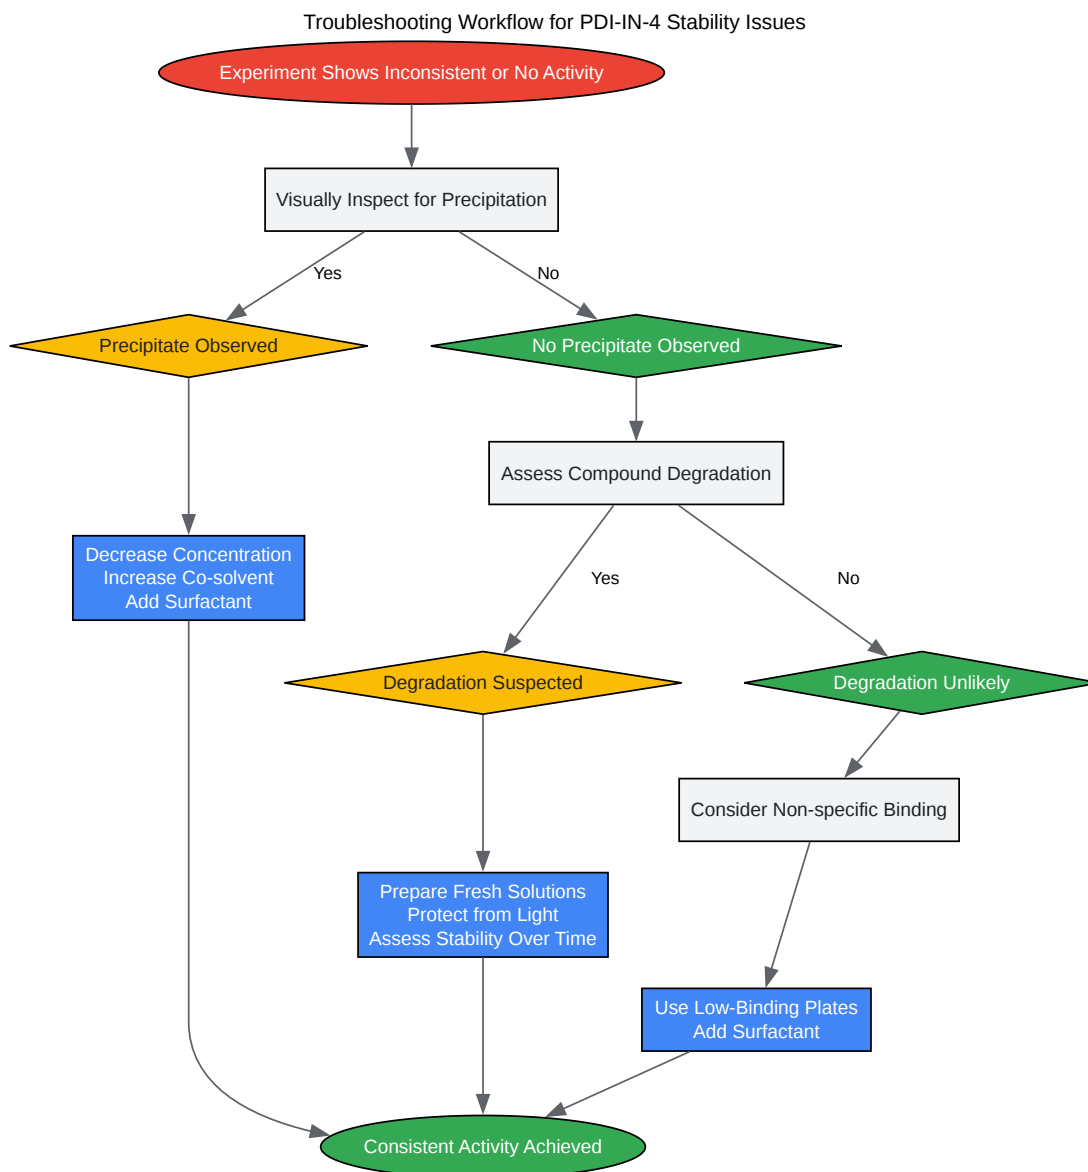 Troubleshooting Workflow for PDI-IN-4 Stability Issues
Experiment Shows Inconsistent or No Activity
Visually Inspect for Precipitation
Yes
No
Precipitate Observed
No Precipitate Observed
Assess Compound Degradation
Decrease Concentration
Increase Co-solvent
Add Surfactant
Yes
No
Degradation Suspected
Degradation Unlikely
Consider Non-specific Binding
Prepare Fresh Solutions
Protect from Light
Assess Stability Over Time
Use Low-Binding Plates
Add Surfactant
Consistent Activity Achieved